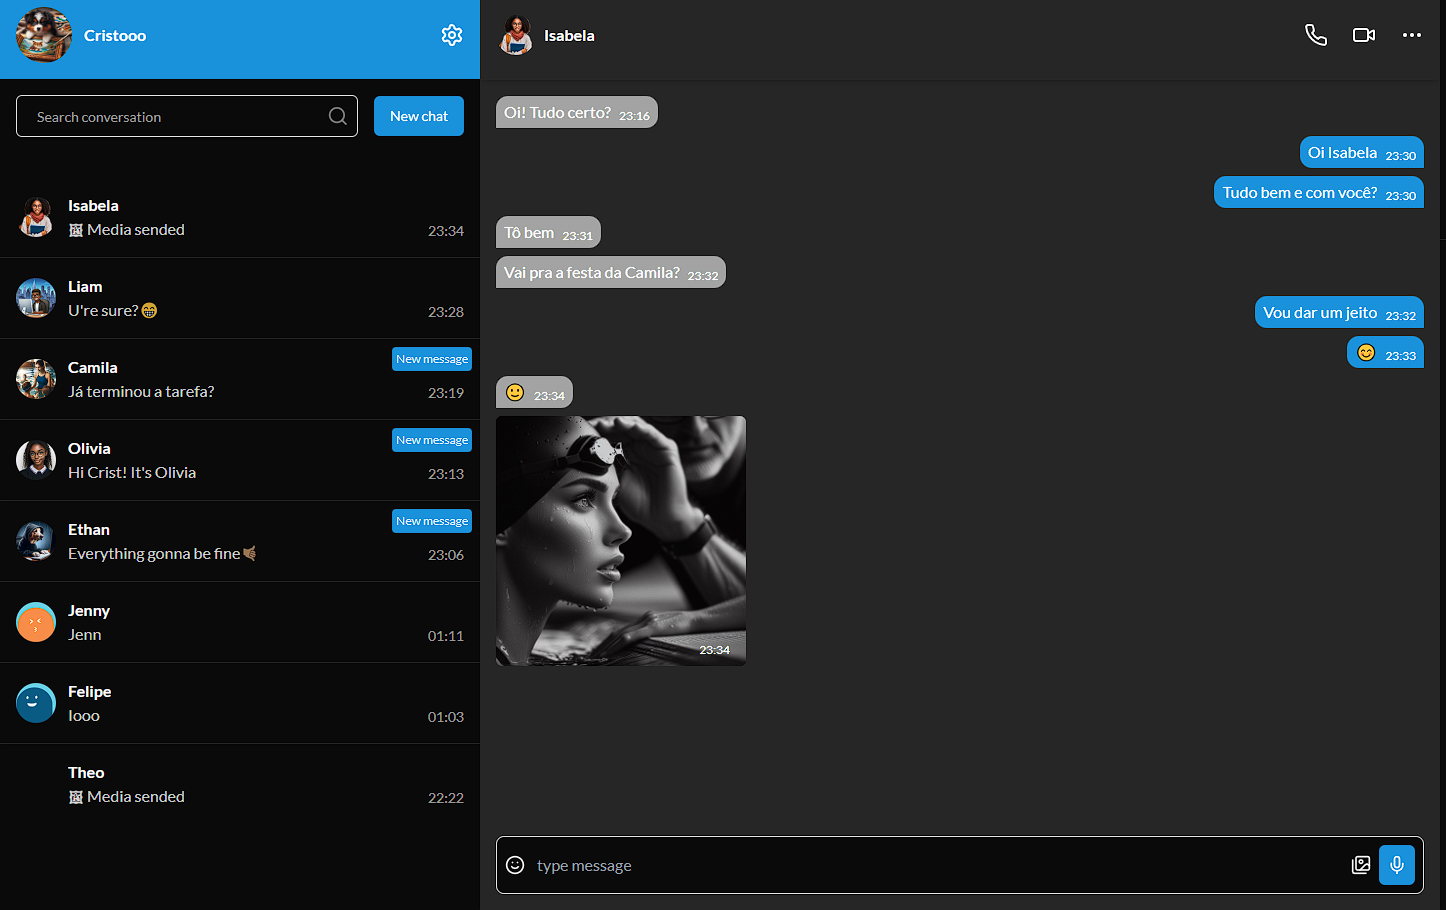 Cristooo
Search conversation
New chat
Isabela
🖼 Media sended 23:34
Liam
U're sure?😁 23:28
Camila
New message
Já terminou a tarefa? 23:19
Olivia
New message
Hi Crist! It's Olivia 23:13
Ethan
New message
Everything gonna be fine🤙🏽 23:06
Jenny
Jenn 01:11
Felipe
Iooo 01:03
Theo
🖼 Media sended 22:22
Isabela
Oi! Tudo certo? 23:16
Oi Isabela 23:30
Tudo bem e com você? 23:30
Tô bem 23:31
Vai pra a festa da Camila? 23:32
Vou dar um jeito 23:32
😊 23:33
🙂 23:34
23:34
type message